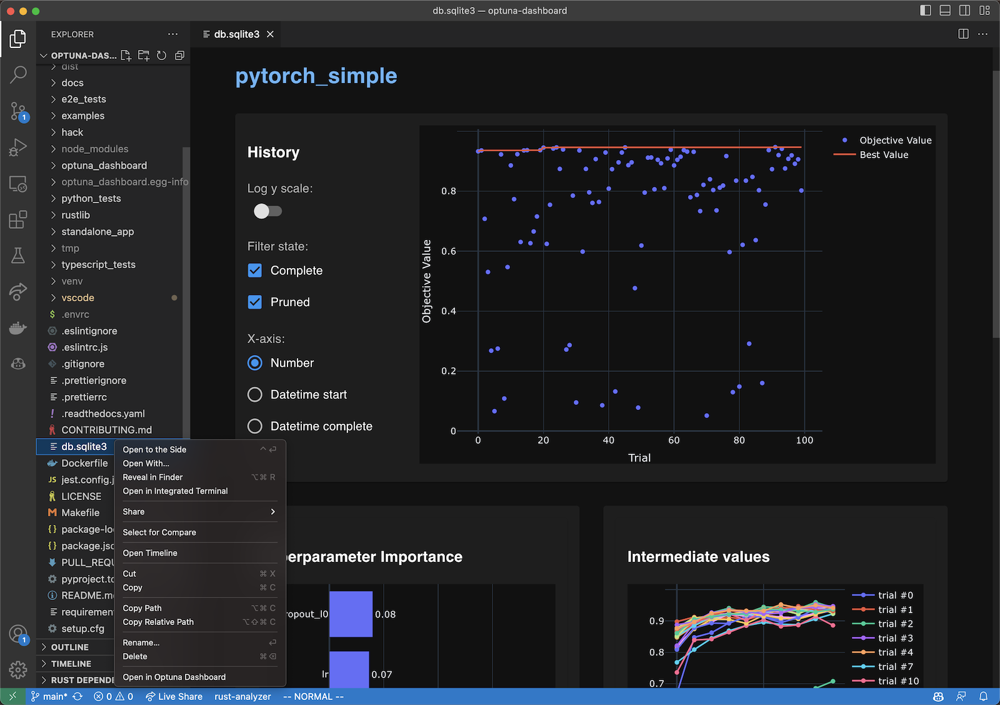 db.sqlite3 — optuna-dashboard
EXPLORER
OPTUNA-DAS...
dist
docs
e2e_tests
examples
hack
node_modules
optuna_dashboard
optuna_dashboard.egg-info
python_tests
rustlib
standalone_app
tmp
typescript_tests
venv
vscode
$ .envrc
.eslintignore
.eslintrc.js
.gitignore
.prettierignore
.prettierrc
! .readthedocs.yaml
CONTRIBUTING.md
db.sqlite3
Dockerfile
JS jest.config.j
LICENSE
M Makefile
{} package-lo
{} package.jso
PULL_REQU
pyproject.to
README.m
requiremen
setup.cfg
OUTLINE
TIMELINE
RUST DEPENDE
1
1
Open to the Side ^ ⏎
Open With...
Reveal in Finder ⌥⌘ R
Open in Integrated Terminal
Share
Select for Compare
Open Timeline
Cut ⌘ X
Copy ⌘ C
Copy Path ⌥⌘ C
Copy Relative Path ⌥⇧⌘ C
Rename... ⏎
Delete ⌘ ⌫
Open in Optuna Dashboard
db.sqlite3
pytorch_simple
History
Log y scale:
Filter state:
Complete
Pruned
X-axis:
Number
Datetime start
Datetime complete
Objective Value
0.8
0.6
0.4
0.2
0
0 20 40 60 80 100
Trial
Objective Value
Best Value
erparameter Importance
ropout_l0 0.08
lr 0.07
Intermediate values
0.9
0.8
0.7
trial #0
trial #1
trial #2
trial #3
trial #4
trial #7
trial #10
main* 0 0 Live Share rust-analyzer -- NORMAL --